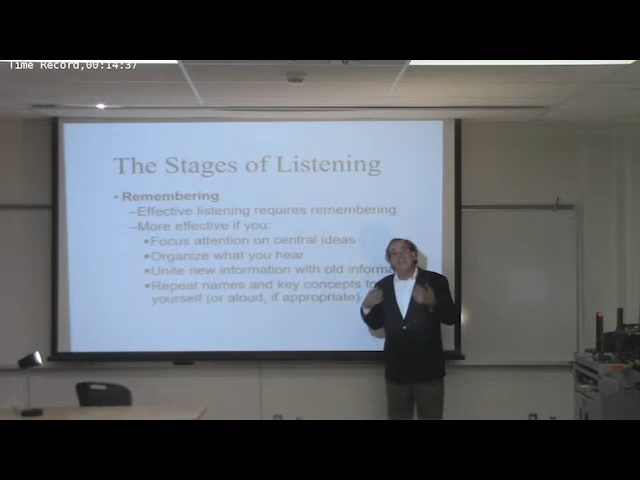 Time Record,00:14:37
The Stages of Listening
• Remembering
–Effective listening requires remembering
–More effective if you:
▪Focus attention on central ideas
▪Organize what you hear
▪Unite new information with old
▪Repeat names and key concepts to
yourself (or aloud, if appropriate)